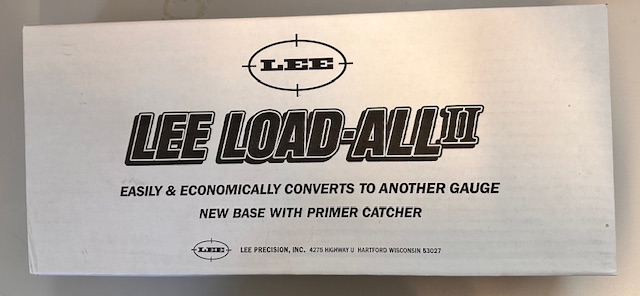 LEE
LEE LOAD-ALL II
EASILY & ECONOMICALLY CONVERTS TO ANOTHER GAUGE
NEW BASE WITH PRIMER CATCHER
LEE LEE PRECISION, INC. 4275 HIGHWAY U HARTFORD WISCONSIN 53027